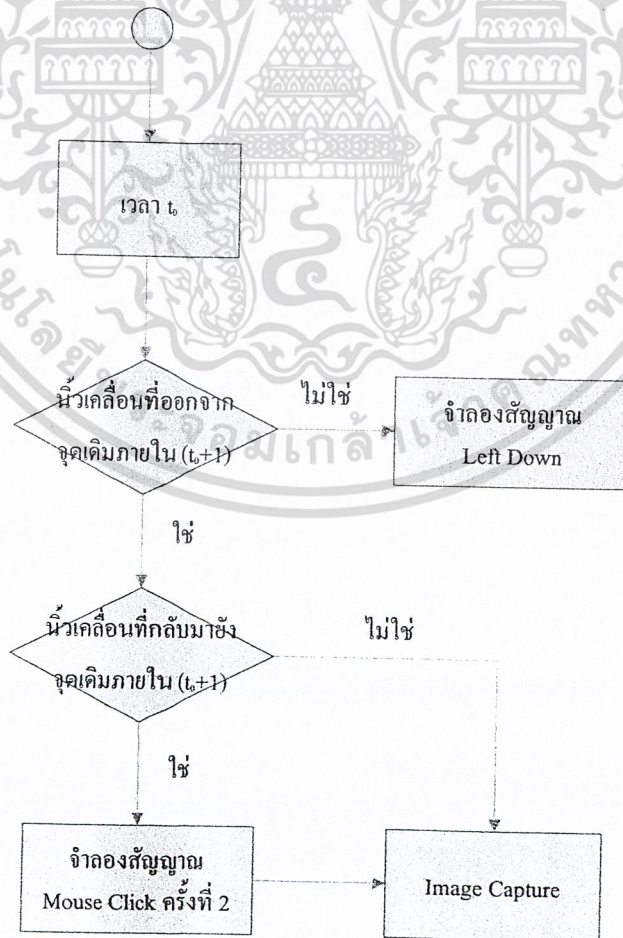 เวลา t₀
นิ้วเคลื่อนที่ออกจาก
จุดเดิมภายใน (t₀+1)
ไม่ใช่
จำลองสัญญาณ
Left Down
ใช่
นิ้วเคลื่อนที่กลับมายัง
จุดเดิมภายใน (t₀+1)
ไม่ใช่
ใช่
จำลองสัญญาณ
Mouse Click ครั้งที่ 2
Image Capture